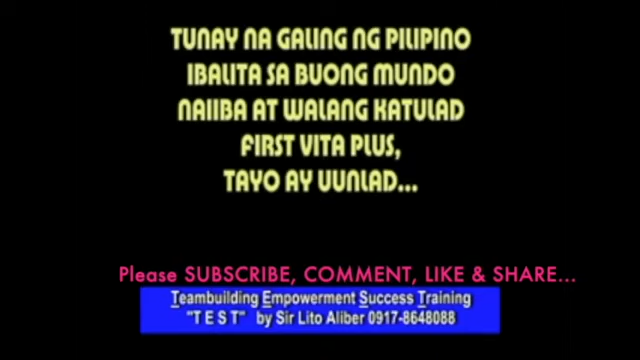 TUNAY NA GALING NG PILIPINO
IBALITA SA BUONG MUNDO
NAIIBA AT WALANG KATULAD
FIRST VITA PLUS,
TAYO AY UUNLAD...
Please SUBSCRIBE, COMMENT, LIKE & SHARE...
Teambuilding Empowerment Success Training
"T E S T" by Sir Lito Aliber 0917-8648088